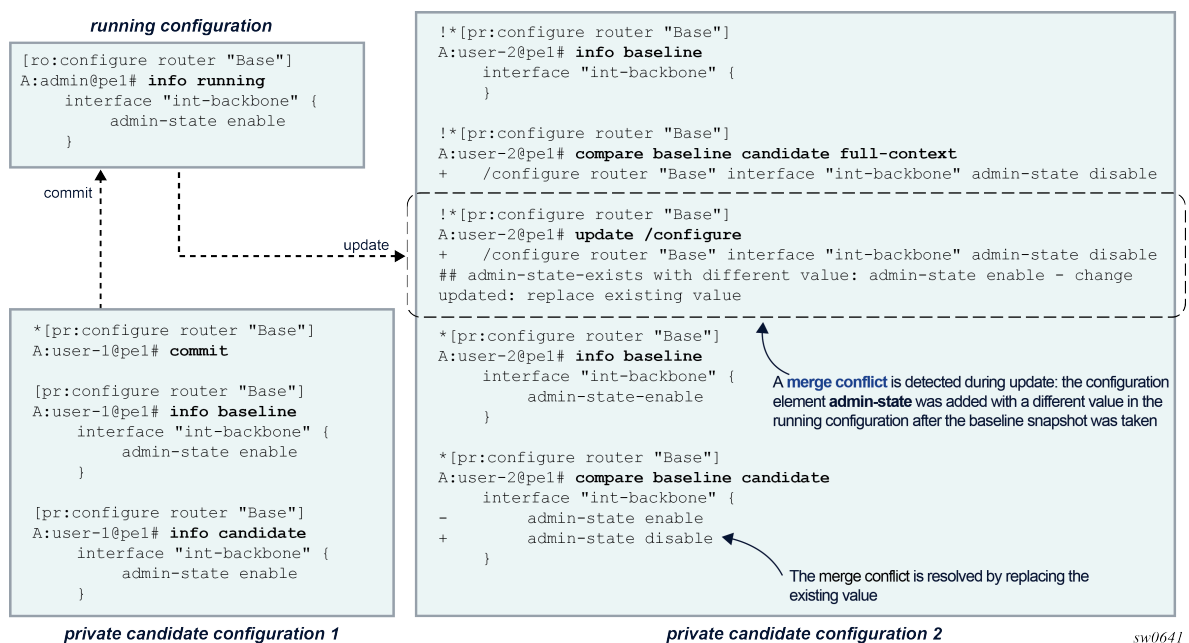 running configuration
[ro:configure router "Base"]
A:admin@pe1# info running
interface "int-backbone" {
admin-state enable
}
commit
update
*[pr:configure router "Base"]
A:user-1@pe1# commit
[pr:configure router "Base"]
A:user-1@pe1# info baseline
interface "int-backbone" {
admin-state enable
}
[pr:configure router "Base"]
A:user-1@pe1# info candidate
interface "int-backbone" {
admin-state enable
}
private candidate configuration 1
!*[pr:configure router "Base"]
A:user-2@pe1# info baseline
interface "int-backbone" {
}
!*[pr:configure router "Base"]
A:user-2@pe1# compare baseline candidate full-context
+ /configure router "Base" interface "int-backbone" admin-state disable
!*[pr:configure router "Base"]
A:user-2@pe1# update /configure
+ /configure router "Base" interface "int-backbone" admin-state disable
## admin-state-exists with different value: admin-state enable - change
updated: replace existing value
*[pr:configure router "Base"]
A:user-2@pe1# info baseline
interface "int-backbone" {
admin-state-enable
}
A merge conflict is detected during update: the configuration
element admin-state was added with a different value in the
running configuration after the baseline snapshot was taken
*[pr:configure router "Base"]
A:user-2@pe1# compare baseline candidate
interface "int-backbone" {
- admin-state enable
+ admin-state disable
}
The merge conflict is resolved by replacing the
existing value
private candidate configuration 2
sw0641